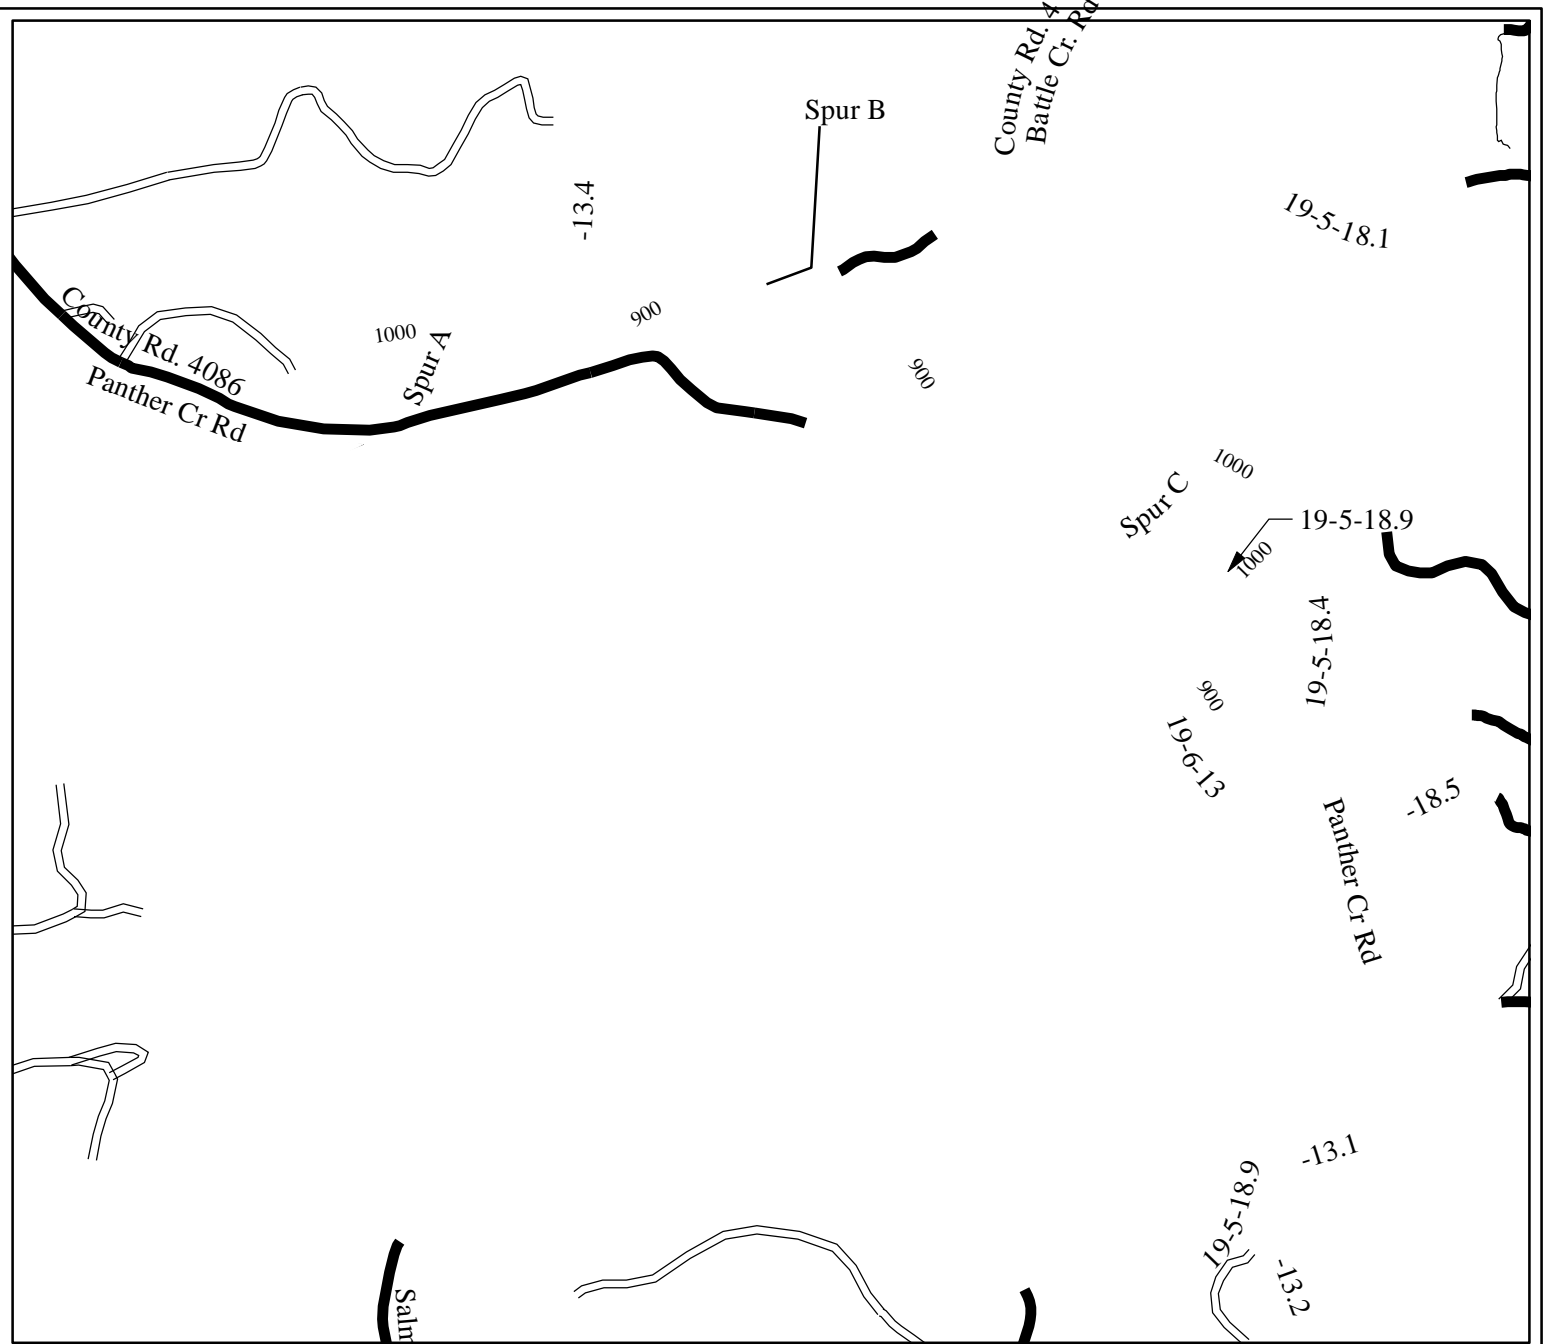 County Rd. 4
Battle Cr. Rd
Spur B
-13.4
19-5-18.1
County Rd. 4086
Panther Cr Rd
1000
Spur A
900
900
1000
Spur C
19-5-18.9
1000
19-5-18.4
900
19-6-13
-18.5
Panther Cr Rd
-13.1
19-5-18.9
-13.2
Salm